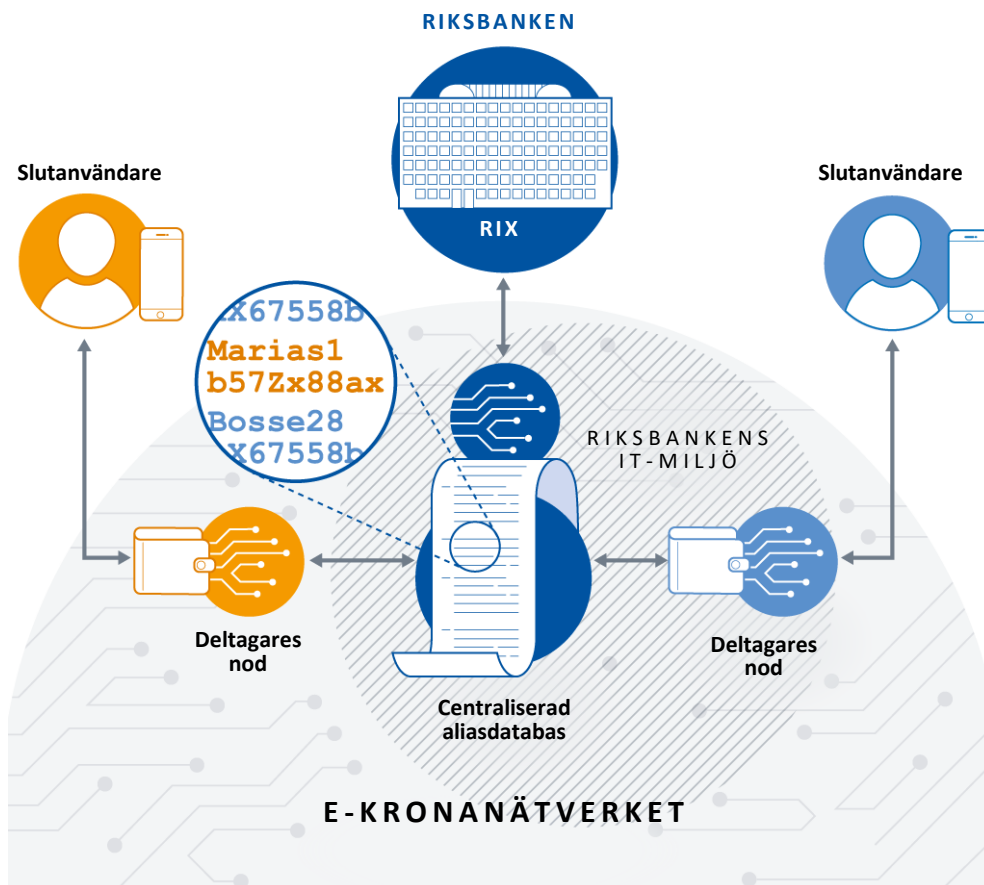 RIKSBANKEN
RIX
Slutanvändare
Slutanvändare
X67558b
Marias1
b57Zx88ax
Bosse28
X67558b
RIKSBANKENS
IT-MILJÖ
Deltagares
nod
Deltagares
nod
Centraliserad
aliasdatabas
E-KRONANÄTVERKET